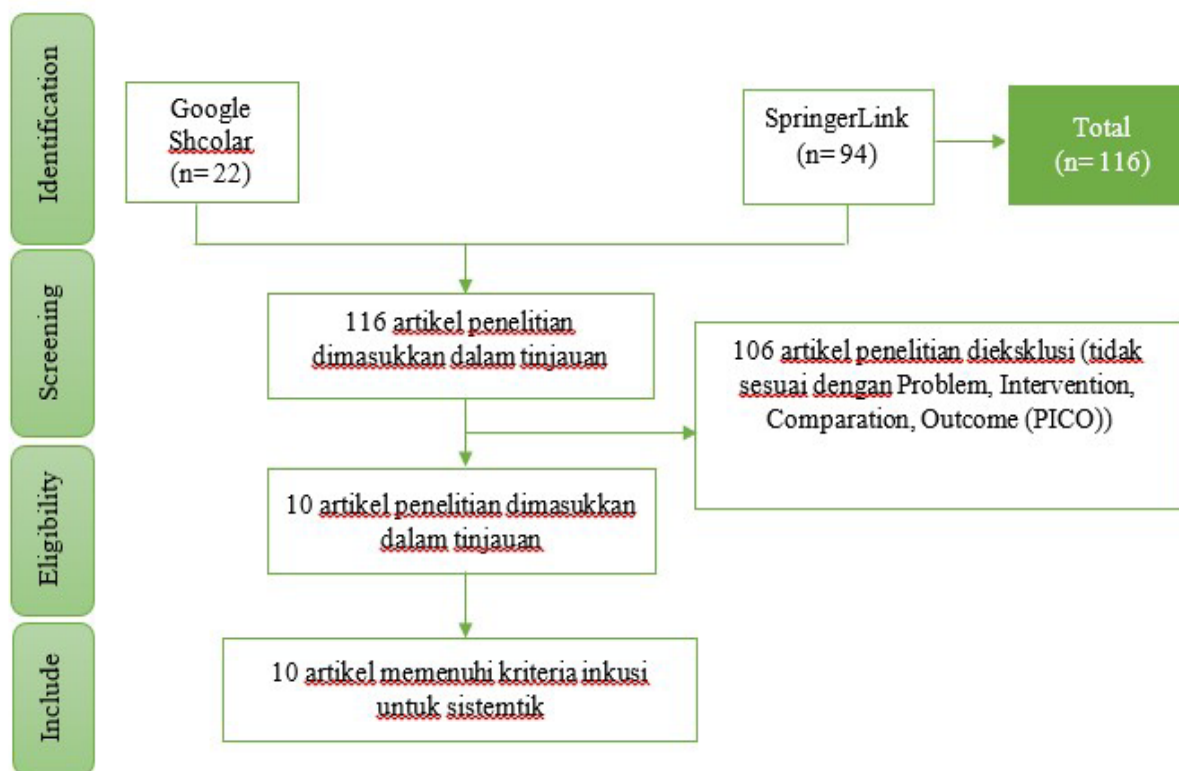 Identification
Google
Shcolar
(n= 22)
SpringerLink
(n= 94)
Total
(n= 116)
Screening
116 artikel penelitian
dimasukkan dalam tinjauan
106 artikel penelitian dieksklusi (tidak
sesuai dengan Problem, Intervention,
Comparation, Outcome (PICO))
Eligibility
10 artikel penelitian dimasukkan
dalam tinjauan
Include
10 artikel memenuhi kriteria inkusi
untuk sistemtik